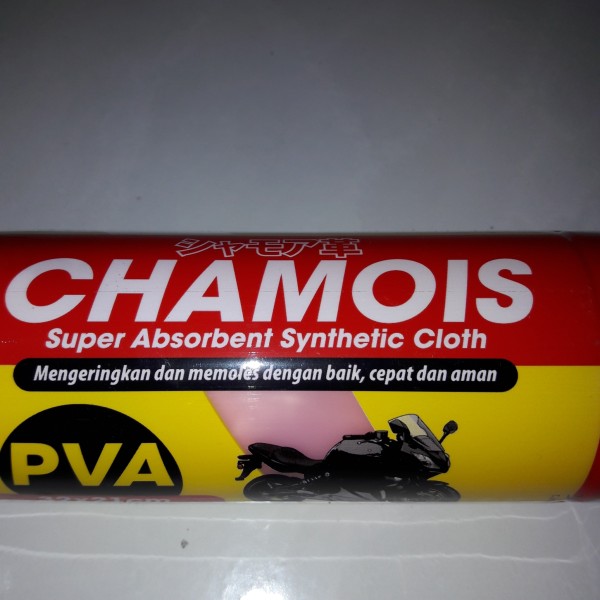 シャモア革
CHAMOIS
Super Absorbent Synthetic Cloth
Mengeringkan dan memoles dengan baik, cepat dan aman
PVA